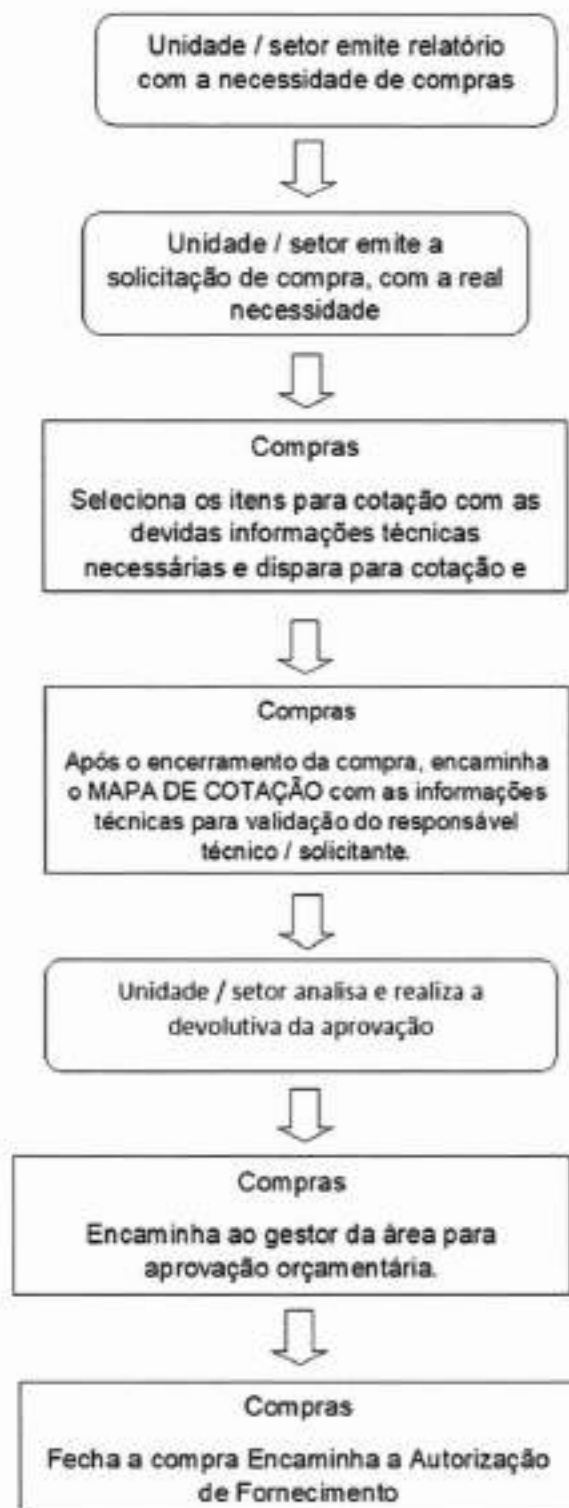 Unidade / setor emite relatório
com a necessidade de compras
Unidade / setor emite a
solicitação de compra, com a real
necessidade
Compras
Seleciona os itens para cotação com as
devidas informações técnicas
necessárias e dispara para cotação e
Compras
Após o encerramento da compra, encaminha
o MAPA DE COTAÇÃO com as informações
técnicas para validação do responsável
técnico / solicitante.
Unidade / setor analisa e realiza a
devolutiva da aprovação
Compras
Encaminha ao gestor da área para
aprovação orçamentária.
Compras
Fecha a compra Encaminha a Autorização
de Fornecimento